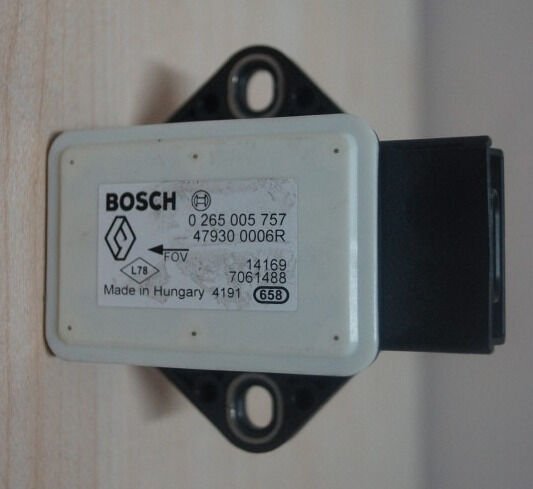 BOSCH
0 265 005 757
47930 0006R
FOV
L78
14169
7061488
Made in Hungary 4191 658